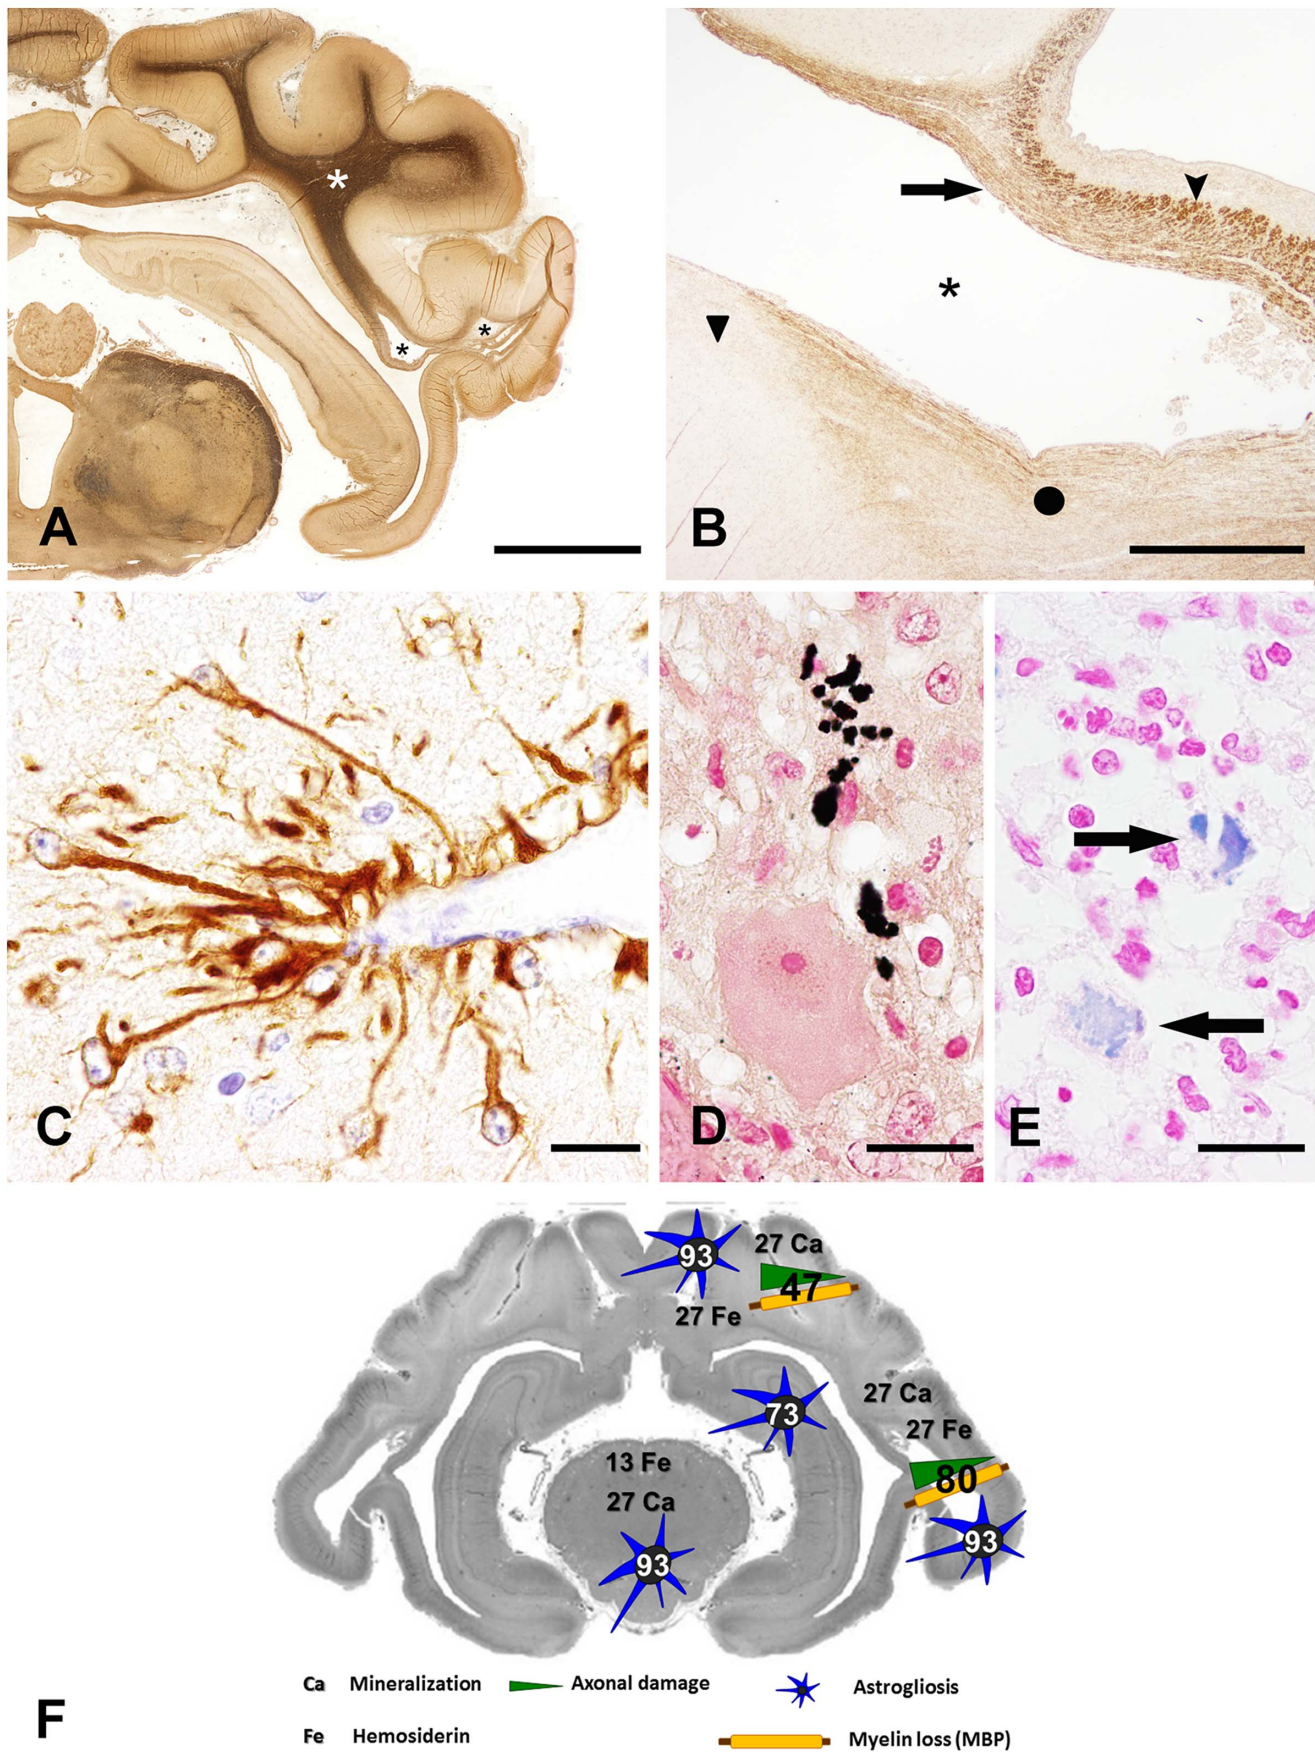 A
B
C
D
E
93
27 Ca
47
27 Fe
27 Ca
73
27 Fe
13 Fe
80
27 Ca
93
93
Ca Mineralization Axonal damage Astrogliosis
F
Fe Hemosiderin Myelin loss (MBP)